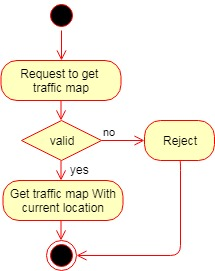 Request to get
traffic map
valid
no
Reject
yes
Get traffic map With
current location